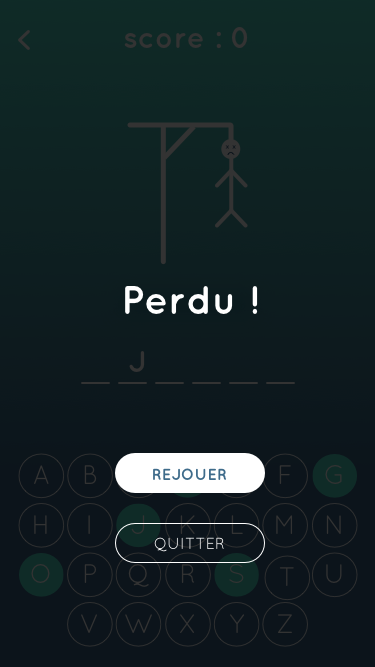 score : 0
Perdu !
J
A B F G
REJOUER
H I J K L M N
QUITTER
O P Q R S T U
V W X Y Z